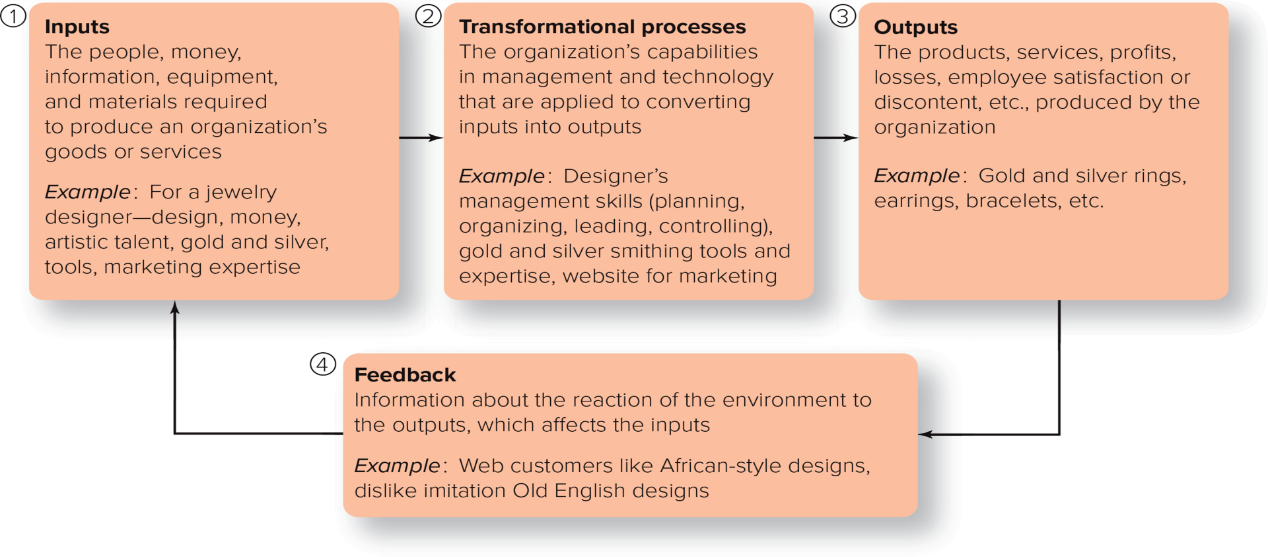 ① Inputs
The people, money,
information, equipment,
and materials required
to produce an organization’s
goods or services
Example: For a jewelry
designer—design, money,
artistic talent, gold and silver,
tools, marketing expertise
② Transformational processes
The organization’s capabilities
in management and technology
that are applied to converting
inputs into outputs
Example: Designer’s
management skills (planning,
organizing, leading, controlling),
gold and silver smithing tools and
expertise, website for marketing
③ Outputs
The products, services, profits,
losses, employee satisfaction or
discontent, etc., produced by the
organization
Example: Gold and silver rings,
earrings, bracelets, etc.
④ Feedback
Information about the reaction of the environment to
the outputs, which affects the inputs
Example: Web customers like African-style designs,
dislike imitation Old English designs